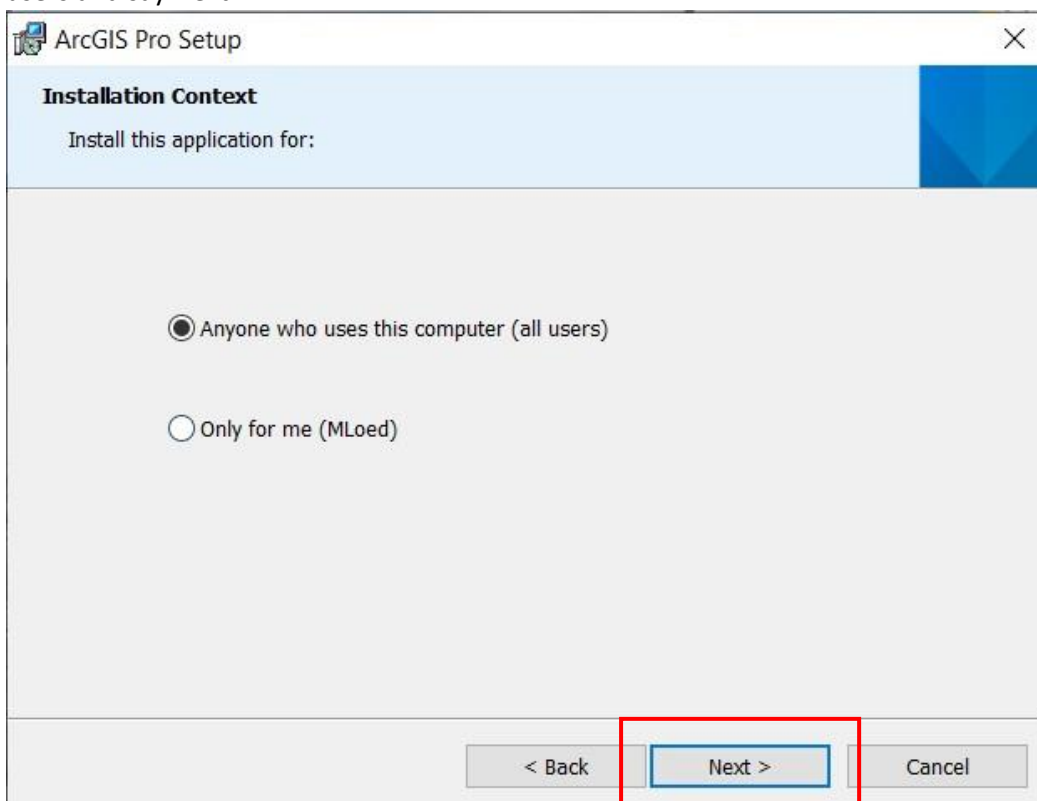 ArcGIS Pro Setup
Installation Context
Install this application for:
Anyone who uses this computer (all users)
Only for me (MLoed)
< Back
Next >
Cancel